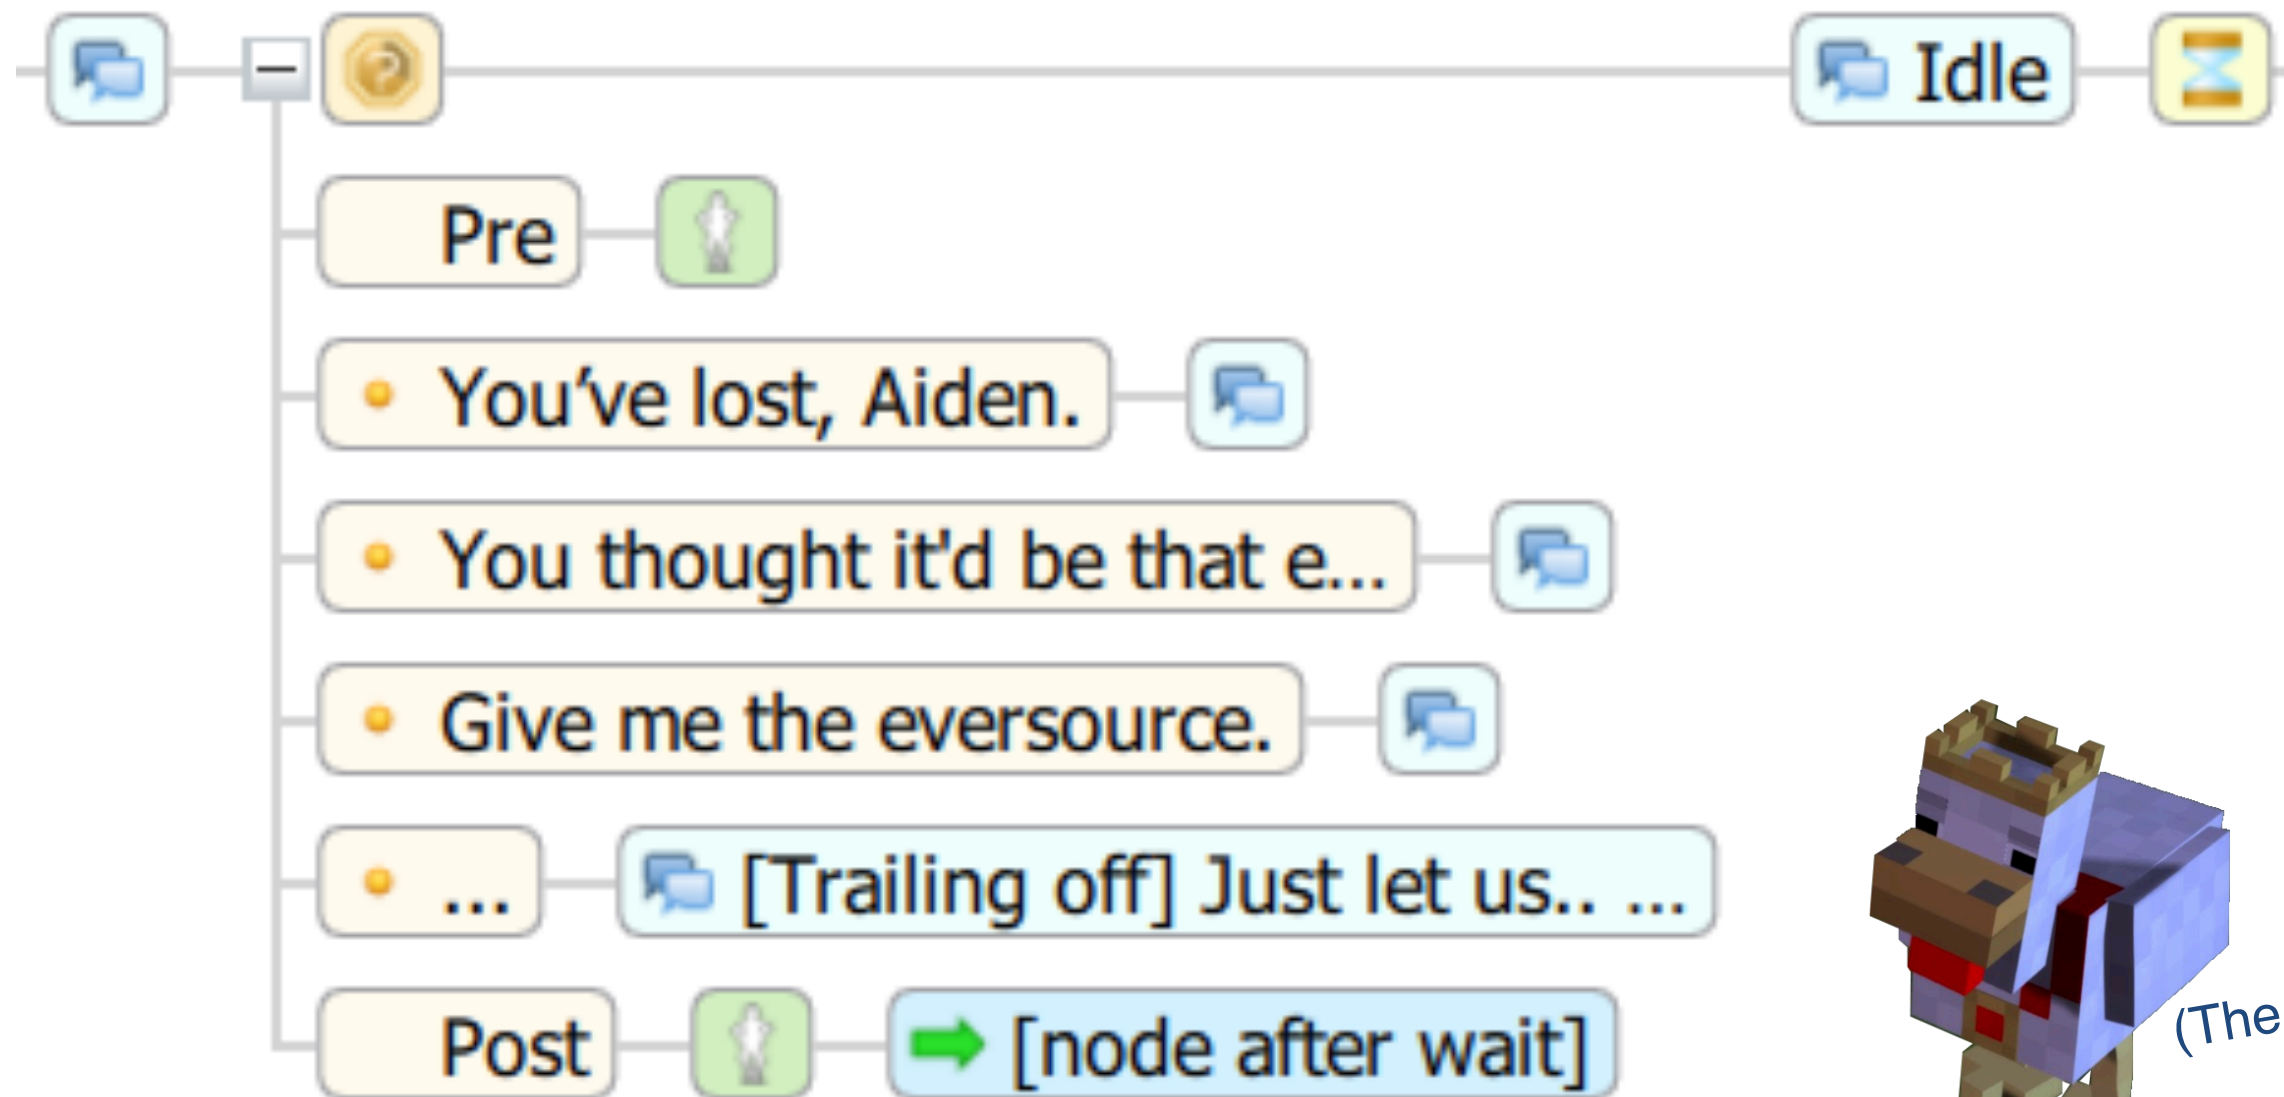 Idle
Pre
You’ve lost, Aiden.
You thought it'd be that e...
Give me the eversource.
...
[Trailing off] Just let us.. ...
Post
[node after wait]
(The